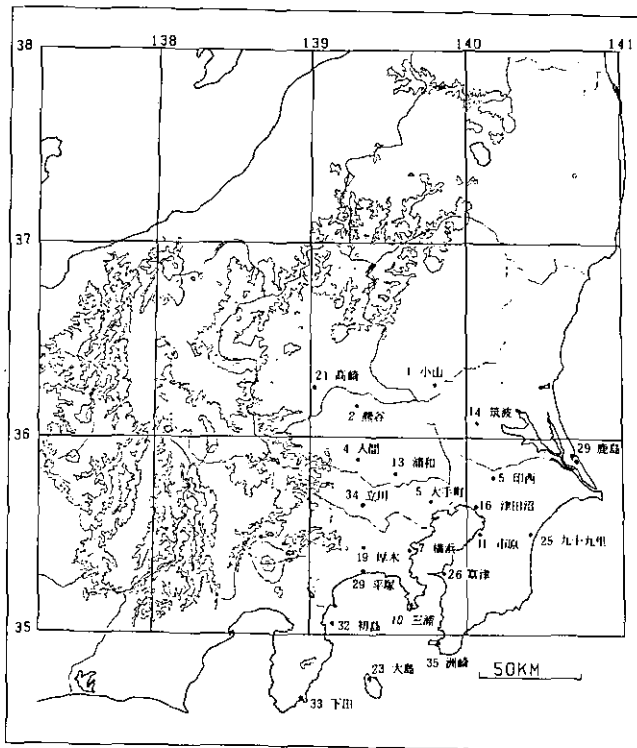 138 139 140 141
38
37
21 高崎
1 小山
2 熊谷
14 筑波
36
4 入間
13 浦和
29 鹿島
5 印西
34 立川
5 大手町
16 津田沼
19 厚木
7 横浜
11 市原
25 九十九里
29 平塚
26 富津
10 三浦
32 初島
35
35 洲崎
23 大島
50KM
33 下田